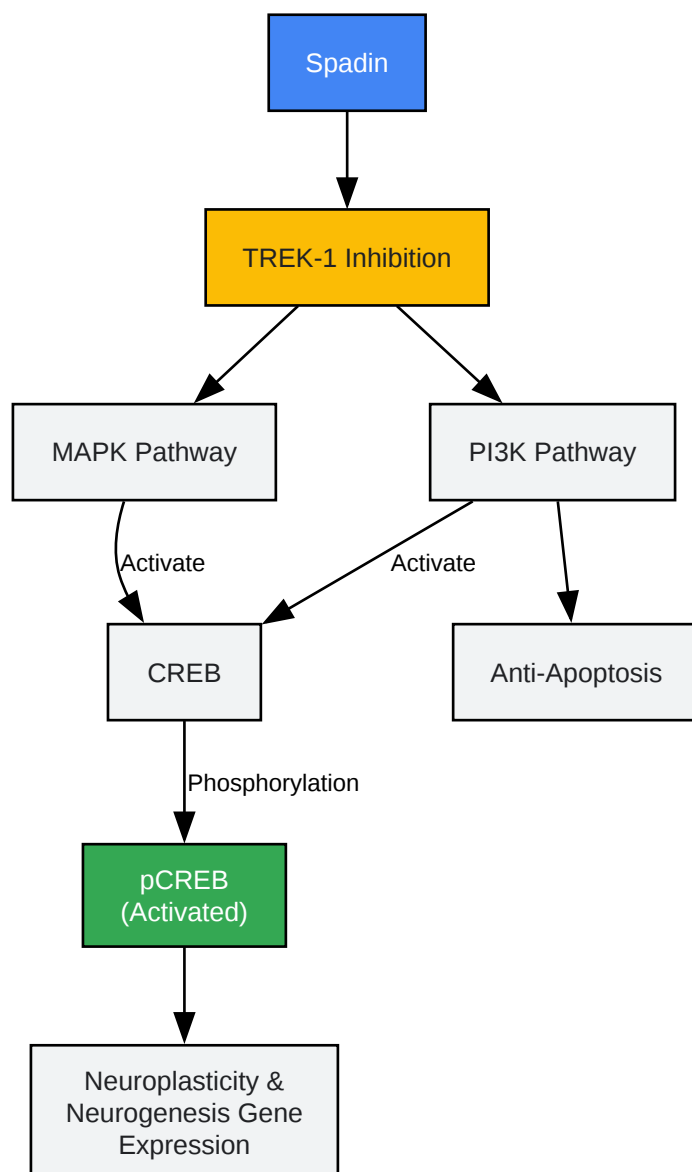 Spadin
TREK-1 Inhibition
MAPK Pathway
PI3K Pathway
Activate
Activate
CREB
Anti-Apoptosis
Phosphorylation
pCREB
(Activated)
Neuroplasticity &
Neurogenesis Gene
Expression